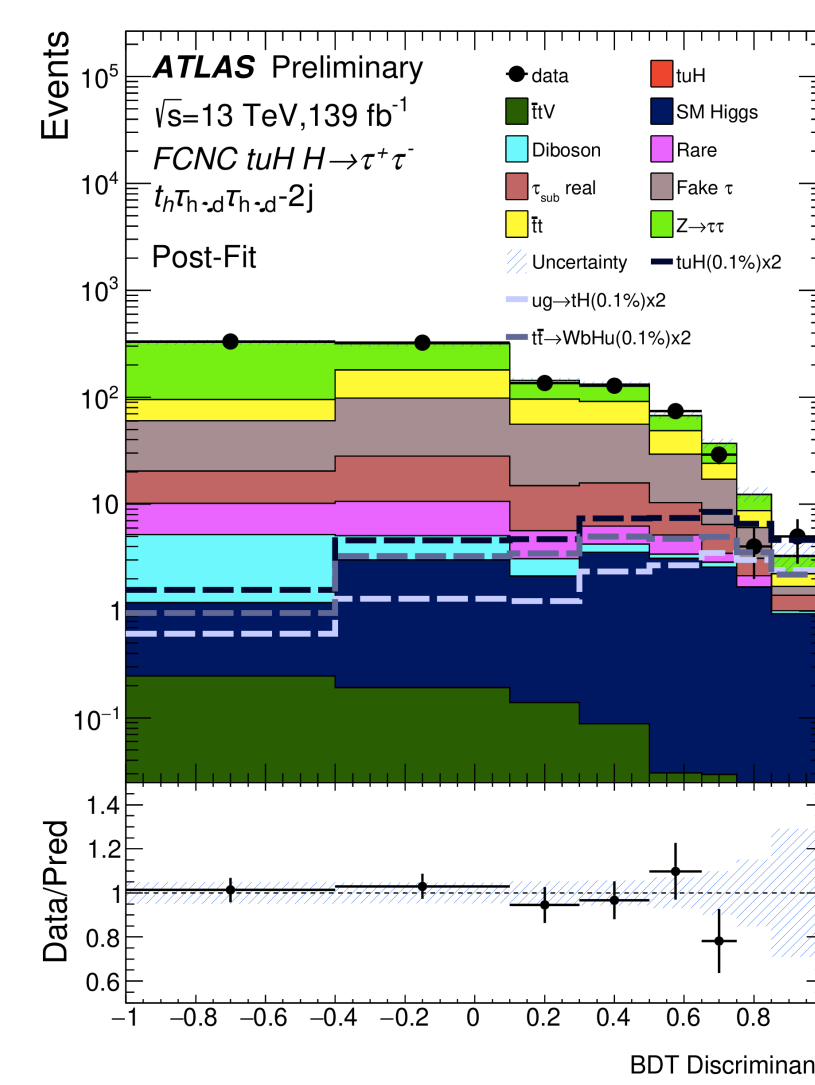 Events
ATLAS Preliminary
√s=13 TeV,139 fb⁻¹
FCNC tuH H→τ⁺τ⁻
tₕτh-dτh-d-2j
Post-Fit
data
tuH
t̄tV
SM Higgs
Diboson
Rare
τsub real
Fake τ
t̄t
Z→ττ
Uncertainty
tuH(0.1%)x2
ug→tH(0.1%)x2
tt̄→WbHu(0.1%)x2
10⁵
10⁴
10³
10²
10
1
10⁻¹
Data/Pred
1.4
1.2
1
0.8
0.6
−1 −0.8 −0.6 −0.4 −0.2 0 0.2 0.4 0.6 0.8
BDT Discriminan